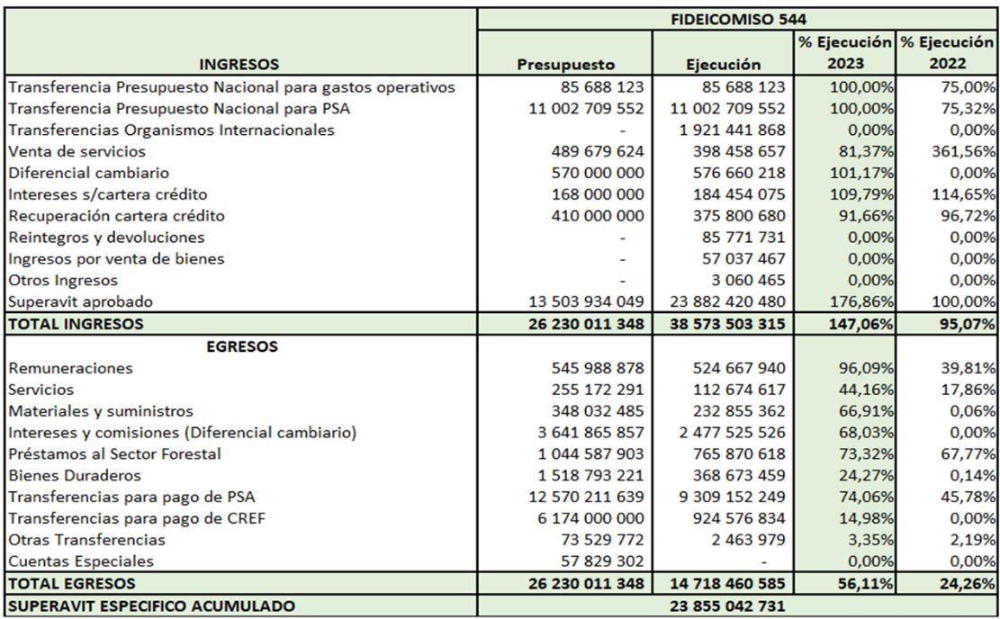 FIDEICOMISO 544
INGRESOS Presupuesto Ejecución % Ejecución 2023 % Ejecución 2022
Transferencia Presupuesto Nacional para gastos operativos 85 688 123 85 688 123 100,00% 75,00%
Transferencia Presupuesto Nacional para PSA 11 002 709 552 11 002 709 552 100,00% 75,32%
Transferencias Organismos Internacionales - 1 921 441 868 0,00% 0,00%
Venta de servicios 489 679 624 398 458 657 81,37% 361,56%
Diferencial cambiario 570 000 000 576 660 218 101,17% 0,00%
Intereses s/cartera crédito 168 000 000 184 454 075 109,79% 114,65%
Recuperación cartera crédito 410 000 000 375 800 680 91,66% 96,72%
Reintegros y devoluciones - 85 771 731 0,00% 0,00%
Ingresos por venta de bienes - 57 037 467 0,00% 0,00%
Otros Ingresos - 3 060 465 0,00% 0,00%
Superavit aprobado 13 503 934 049 23 882 420 480 176,86% 100,00%
TOTAL INGRESOS 26 230 011 348 38 573 503 315 147,06% 95,07%
EGRESOS
Remuneraciones 545 988 878 524 667 940 96,09% 39,81%
Servicios 255 172 291 112 674 617 44,16% 17,86%
Materiales y suministros 348 032 485 232 855 362 66,91% 0,06%
Intereses y comisiones (Diferencial cambiario) 3 641 865 857 2 477 525 526 68,03% 0,00%
Préstamos al Sector Forestal 1 044 587 903 765 870 618 73,32% 67,77%
Bienes Duraderos 1 518 793 221 368 673 459 24,27% 0,14%
Transferencias para pago de PSA 12 570 211 639 9 309 152 249 74,06% 45,78%
Transferencias para pago de CREF 6 174 000 000 924 576 834 14,98% 0,00%
Otras Transferencias 73 529 772 2 463 979 3,35% 2,19%
Cuentas Especiales 57 829 302 - 0,00% 0,00%
TOTAL EGRESOS 26 230 011 348 14 718 460 585 56,11% 24,26%
SUPERAVIT ESPECIFICO ACUMULADO 23 855 042 731